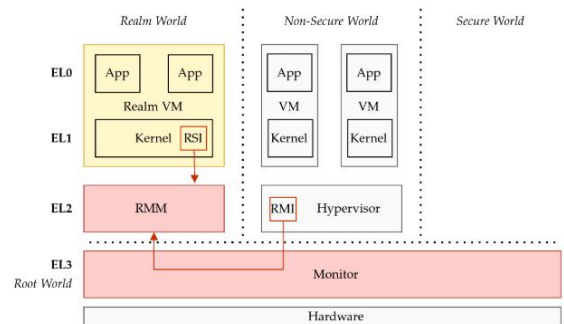 Realm World Non-Secure World Secure World
EL0 App App App App
Realm VM VM VM
EL1 Kernel RSI Kernel Kernel
EL2 RMM RMI Hypervisor
EL3 Monitor
Root World
Hardware